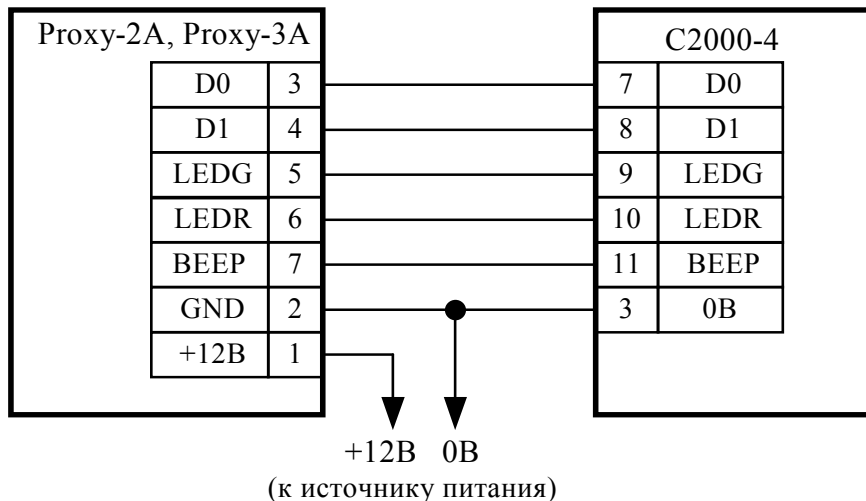 Proxy-2A, Proxy-3A
C2000-4
D0 3 7 D0
D1 4 8 D1
LEDG 5 9 LEDG
LEDR 6 10 LEDR
BEEP 7 11 BEEP
GND 2 3 0В
+12В 1
+12В 0В
(к источнику питания)